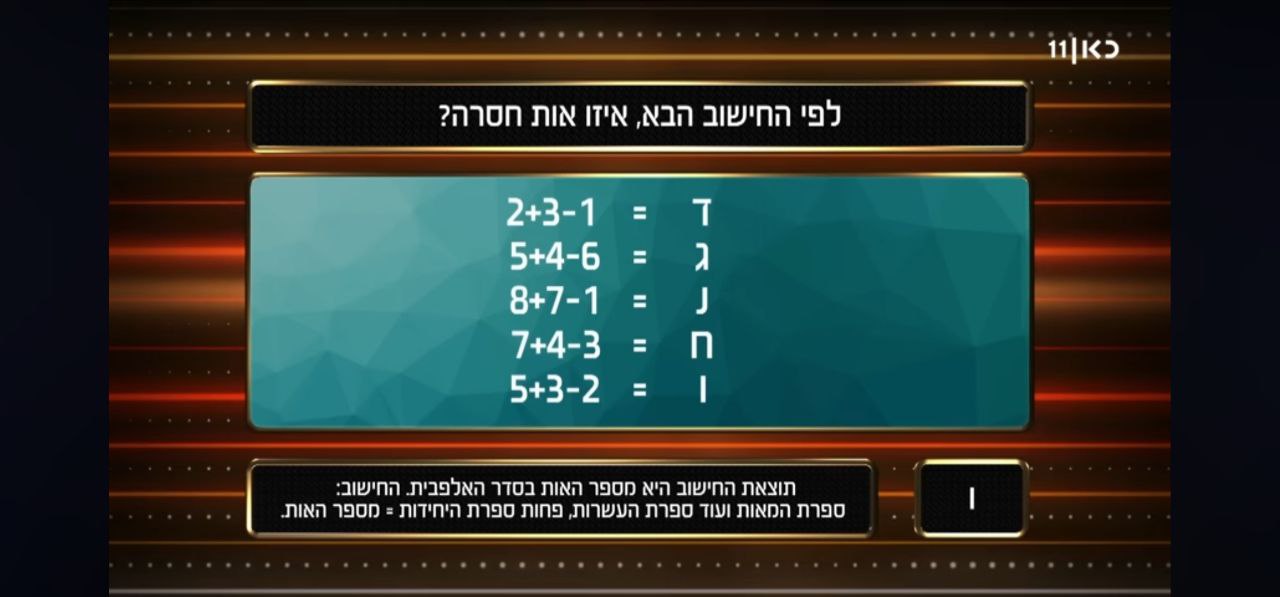 כאן|11
לפי החישוב הבא, איזו אות חסרה?
ד = 2+3-1
ג = 5+4-6
נ = 8+7-1
ח = 7+4-3
ו = 5+3-2
תוצאת החישוב היא מספר האות בסדר האלפבית. החישוב:
ספרת המאות ועוד ספרת העשרות, פחות ספרת היחידות = מספר האות.
ו